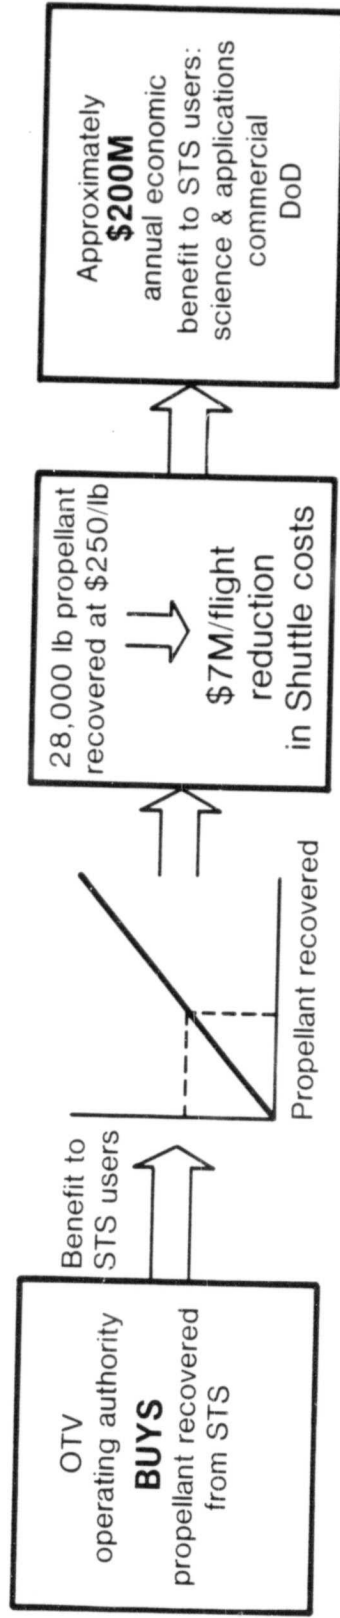 OTV
operating authority
BUYS
propellant recovered
from STS
Benefit to
STS users
Propellant recovered
28,000 lb propellant
recovered at $250/lb
$7M/flight
reduction
in Shuttle costs
Approximately
$200M
annual economic
benefit to STS users:
science & applications
commercial
DoD